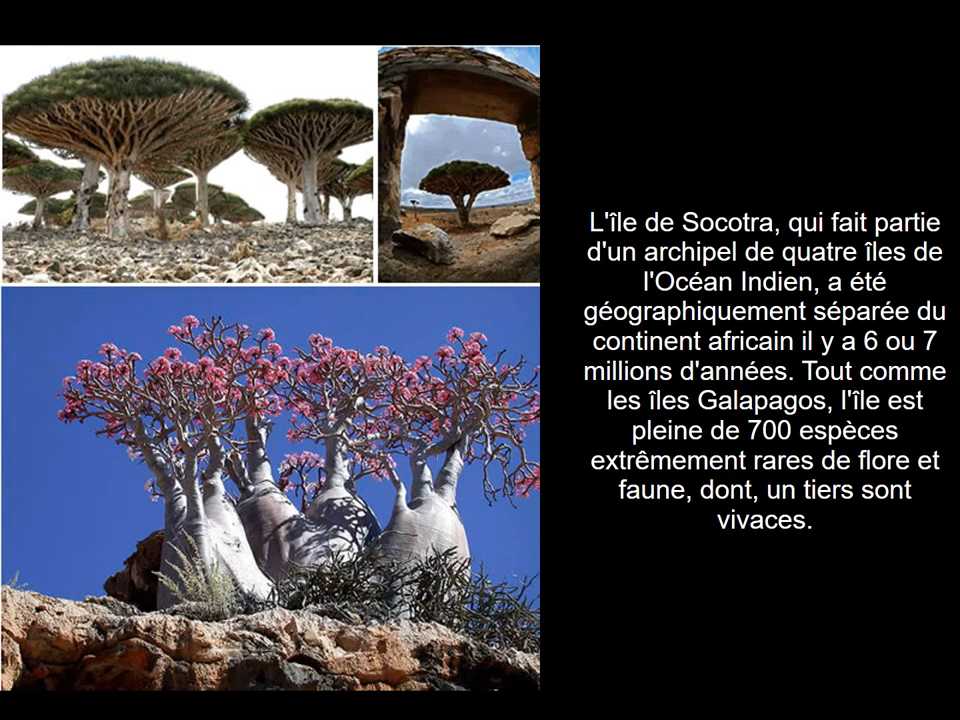 L'île de Socotra, qui fait partie
d'un archipel de quatre îles de
l'Océan Indien, a été
géographiquement séparée du
continent africain il y a 6 ou 7
millions d'années. Tout comme
les îles Galapagos, l'île est
pleine de 700 espèces
extrêmement rares de flore et
faune, dont, un tiers sont
vivaces.